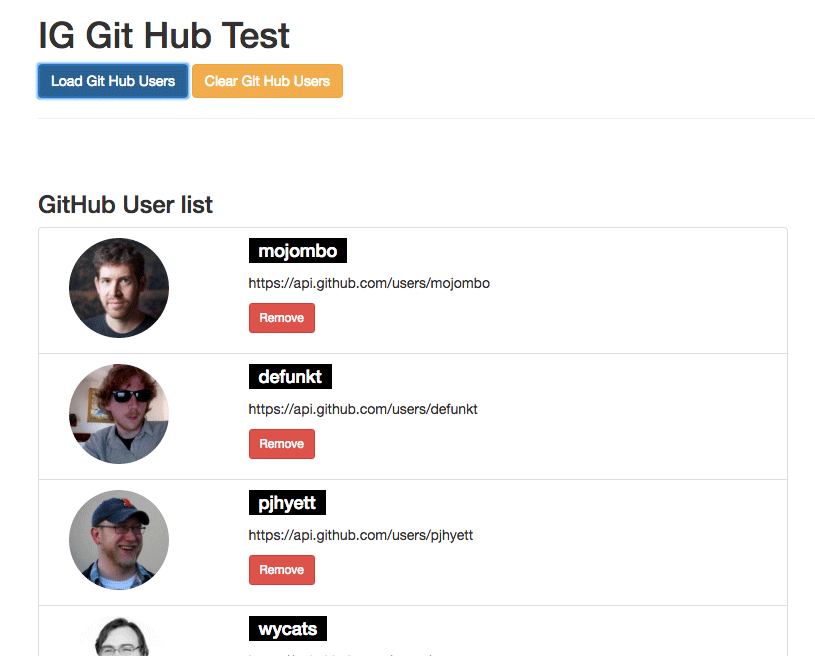 IG Git Hub Test
Load Git Hub Users Clear Git Hub Users
GitHub User list
mojombo
https://api.github.com/users/mojombo
Remove
defunkt
https://api.github.com/users/defunkt
Remove
pjhyett
https://api.github.com/users/pjhyett
Remove
wycats